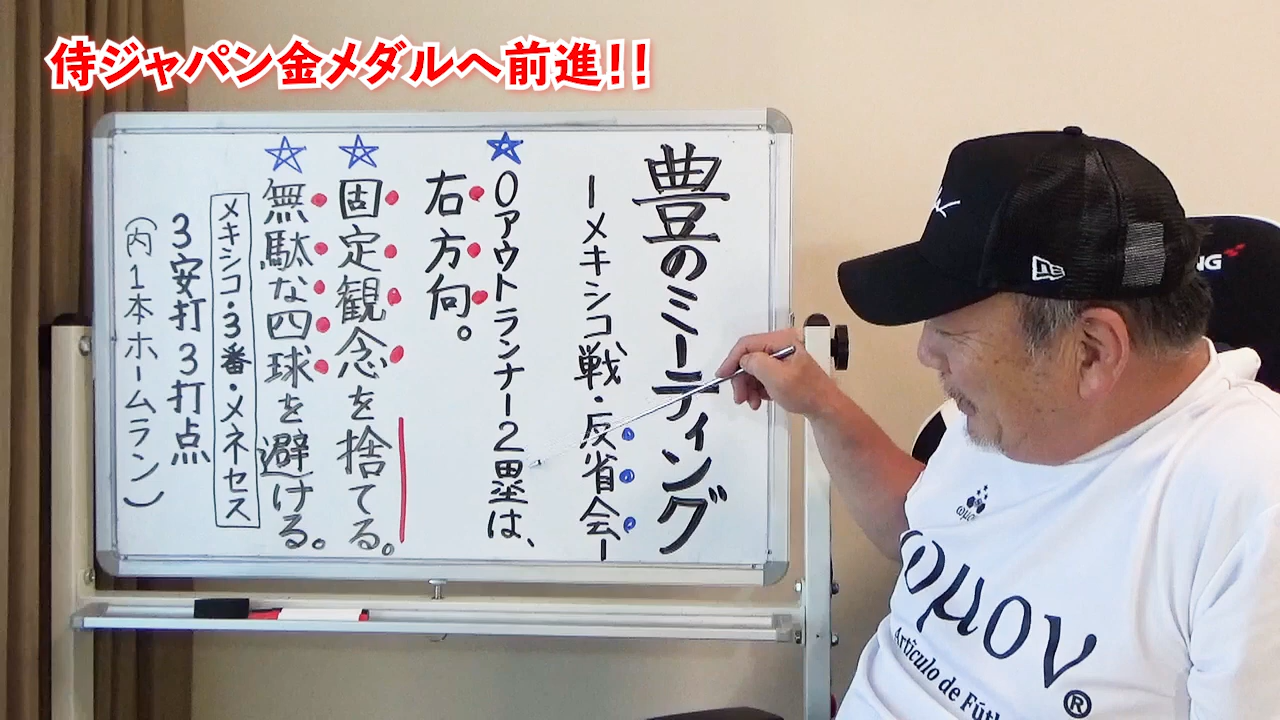 侍ジャパン金メダルへ前進!!
豊のミーティング
ーメキシコ戦・反省会ー
☆0アウトランナー2塁は、
右方向。
☆固定観念を捨てる。
☆無駄な四球を避ける。
メキシコ・3番・メネセス
3安打3打点
(内1本ホームラン)
NG
ωμον®
Artículo de Fút